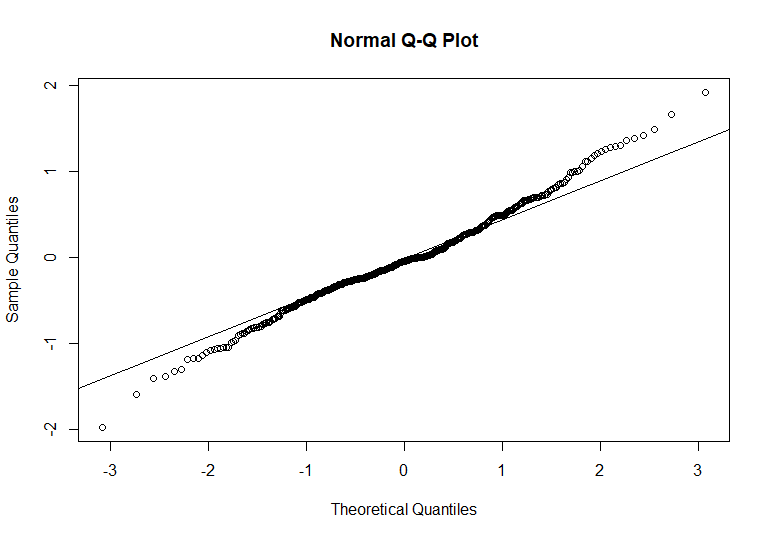 Normal Q-Q Plot
Sample Quantiles
2
1
0
-1
-2
-3 -2 -1 0 1 2 3
Theoretical Quantiles